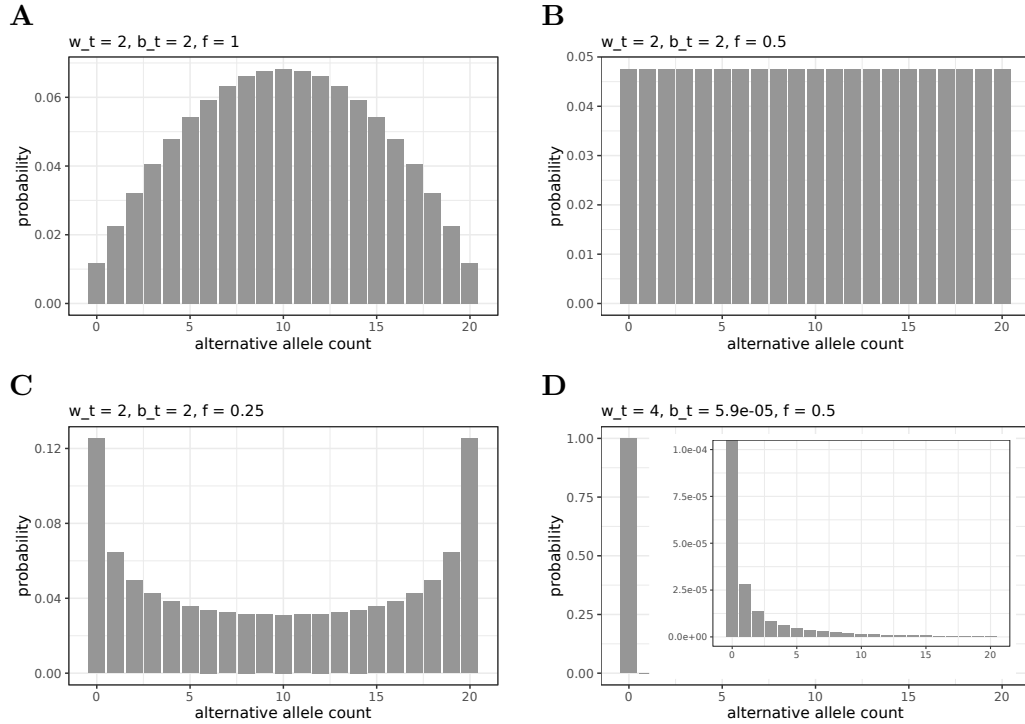 A
w_t = 2, b_t = 2, f = 1
probability
0.06
0.04
0.02
0.00
0 5 10 15 20
alternative allele count
B
w_t = 2, b_t = 2, f = 0.5
probability
0.05
0.04
0.03
0.02
0.01
0.00
0 5 10 15 20
alternative allele count
C
w_t = 2, b_t = 2, f = 0.25
probability
0.12
0.08
0.04
0.00
0 5 10 15 20
alternative allele count
D
w_t = 4, b_t = 5.9e-05, f = 0.5
probability
1.00
0.75
0.50
0.25
0.00
1.0e-04
7.5e-05
5.0e-05
2.5e-05
0.0e+00
0 5 10 15 20
0 5 10 15 20
alternative allele count